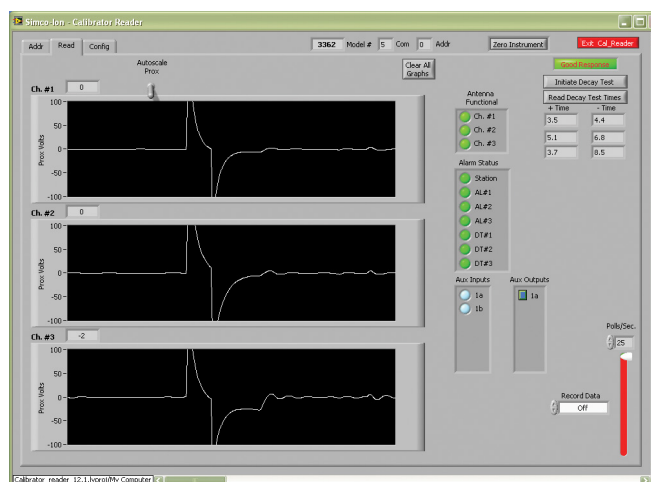 Simco-Ion - Calibrator Reader
Addr Read Config 3362 Model # 5 Com 0 Addr Zero Instrument Exit Cal_Reader
Autoscale
Prox
Clear All
Graphs
Good Response
Initiate Decay Test
Read Decay Test Times
+ Time - Time
3.5 4.4
5.1 6.8
3.7 8.5
Ch. #1 0
100
50
0
-50
-100
Prox Volts
Ch. #2 0
100
50
0
-50
-100
Prox Volts
Ch. #3 -2
100
50
0
-50
-100
Prox Volts
Antenna
Functional
Ch. #1
Ch. #2
Ch. #3
Alarm Status
Station
AL#1
AL#2
AL#3
DT#1
DT#2
DT#3
Aux Inputs Aux Outputs
1a 1a
1b
Polls/Sec.
25
Record Data
Off
Calibrator_reader_12.1.lvproj/My Computer